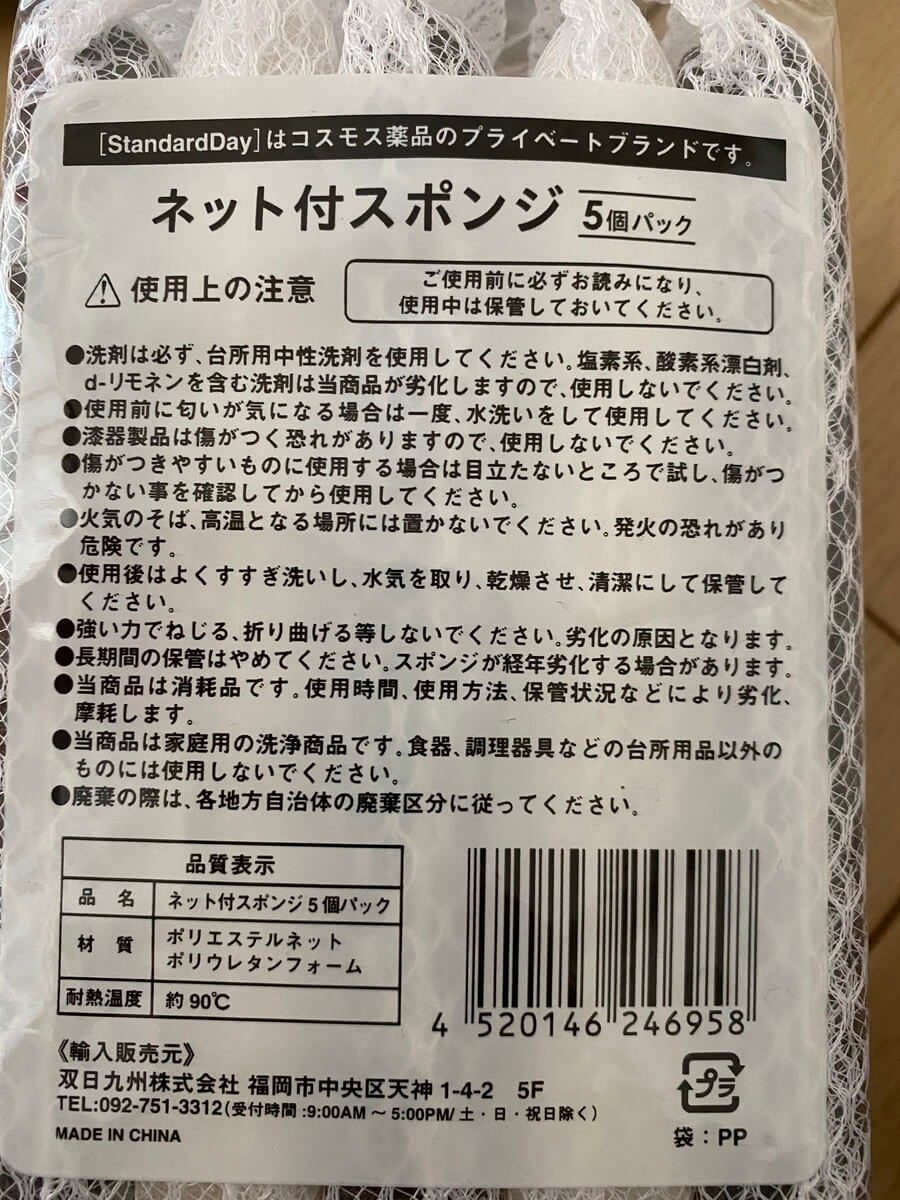 [StandardDay]はコスモス薬品のプライベートブランドです。
ネット付スポンジ 5個パック
使用上の注意
ご使用前に必ずお読みになり、
使用中は保管しておいてください。
●洗剤は必ず、台所用中性洗剤を使用してください。塩素系、酸素系漂白剤、
d-リモネンを含む洗剤は当商品が劣化しますので、使用しないでください。
●使用前に匂いが気になる場合は一度、水洗いをして使用してください。
●漆器製品は傷がつく恐れがありますので、使用しないでください。
●傷がつきやすいものに使用する場合は目立たないところで試し、傷がつ
かない事を確認してから使用してください。
●火気のそば、高温となる場所には置かないでください。発火の恐れがあり
危険です。
●使用後はよくすすぎ洗いし、水気を取り、乾燥させ、清潔にして保管して
ください。
●強い力でねじる、折り曲げる等しないでください。劣化の原因となります。
●長期間の保管はやめてください。スポンジが経年劣化する場合があります。
●当商品は消耗品です。使用時間、使用方法、保管状況などにより劣化、
摩耗します。
●当商品は家庭用の洗浄商品です。食器、調理器具などの台所用品以外の
ものには使用しないでください。
●廃棄の際は、各地方自治体の廃棄区分に従ってください。
品質表示
品名 ネット付スポンジ5個パック
材質 ポリエステルネット
ポリウレタンフォーム
耐熱温度 約90℃
4 520146 246958
《輸入販売元》
双日九州株式会社 福岡市中央区天神1-4-2 5F
TEL:092-751-3312(受付時間:9:00AM～5:00PM/土・日・祝日除く)
MADE IN CHINA
プラ
袋：PP